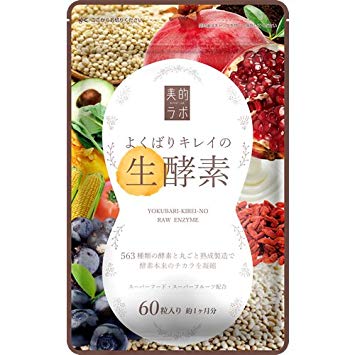 美的
ラボ
よくばりキレイの
生酵素
YOKUBARI-KIREI-NO
RAW ENZYME
563種類の酵素と丸ごと熟成製法で
酵素本来のチカラを凝縮
スーパーフード・スーパーフルーツ配合
60粒入り 約1ヶ月分